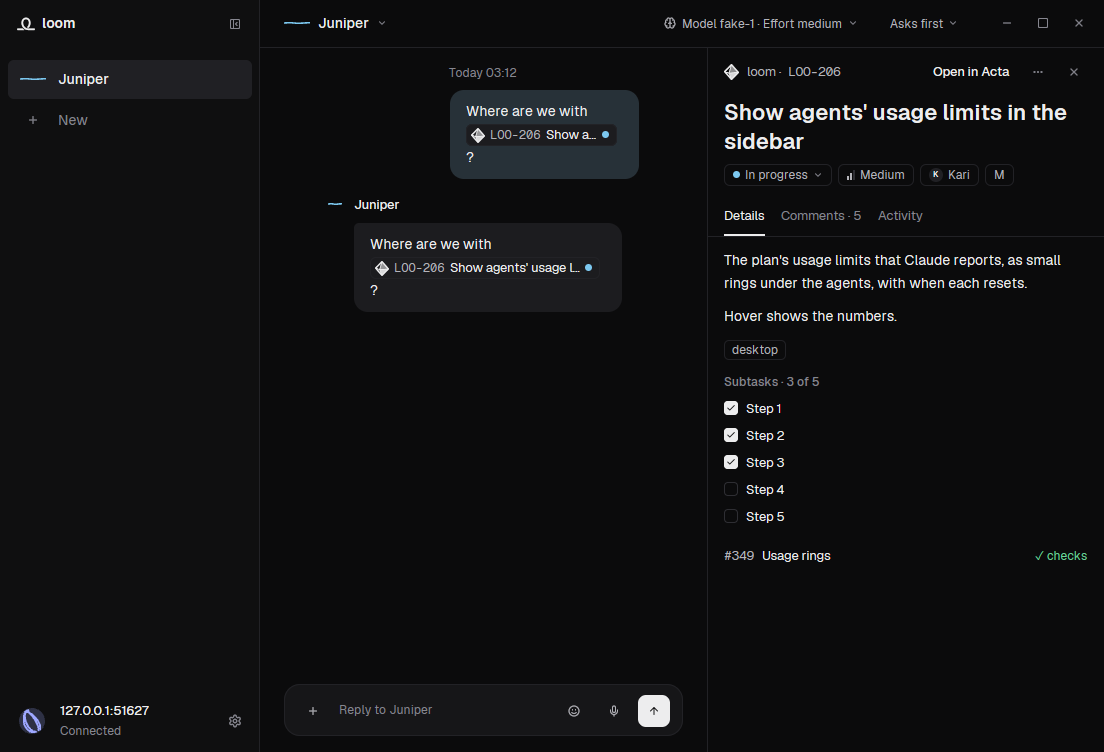 loom
Juniper
New
127.0.0.1:51627
Connected
Juniper
Model fake-1 · Effort medium
Asks first
Today 03:12
Where are we with
LOO-206 Show a...
?
Juniper
Where are we with
LOO-206 Show agents' usage l...
?
Reply to Juniper
loom · LOO-206
Open in Acta
Show agents' usage limits in the
sidebar
In progress
Medium
K Kari
M
Details
Comments · 5
Activity
The plan's usage limits that Claude reports, as small
rings under the agents, with when each resets.
Hover shows the numbers.
desktop
Subtasks · 3 of 5
Step 1
Step 2
Step 3
Step 4
Step 5
#349 Usage rings
✓ checks